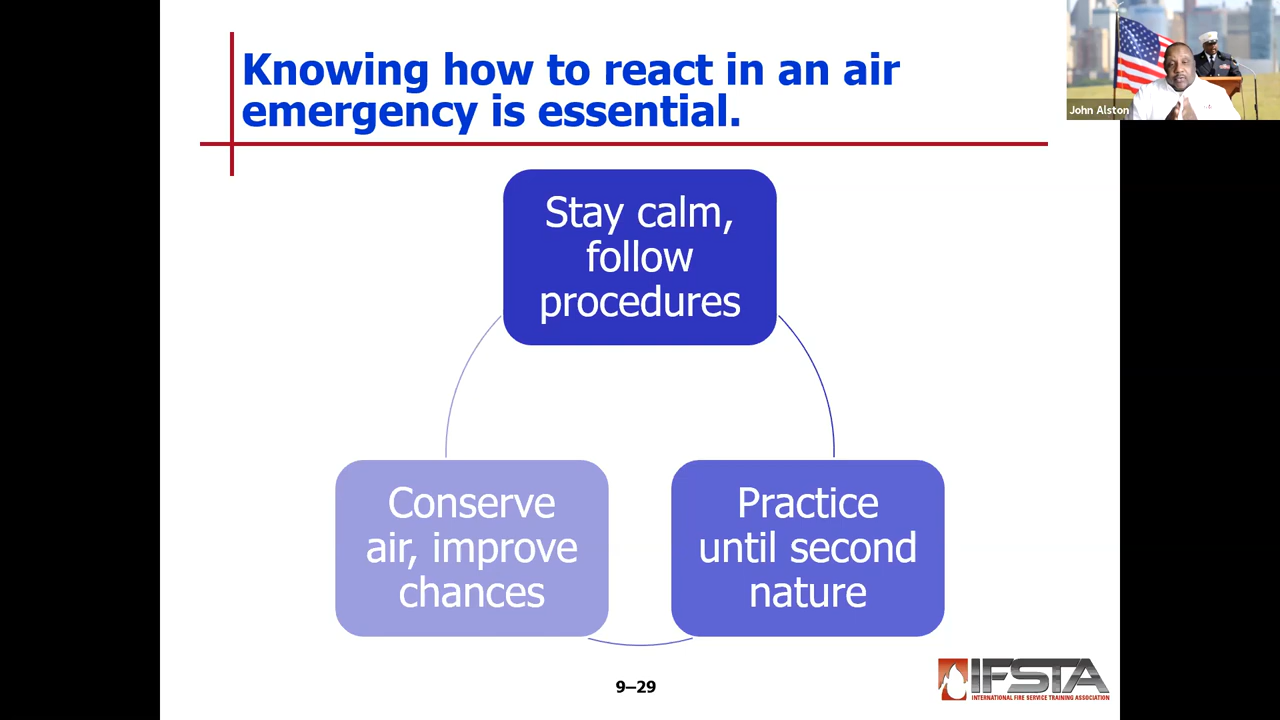 Knowing how to react in an air
emergency is essential.
John Alston
Stay calm,
follow
procedures
Conserve
air, improve
chances
Practice
until second
nature
9–29
IFSTA
INTERNATIONAL FIRE SERVICE TRAINING ASSOCIATION